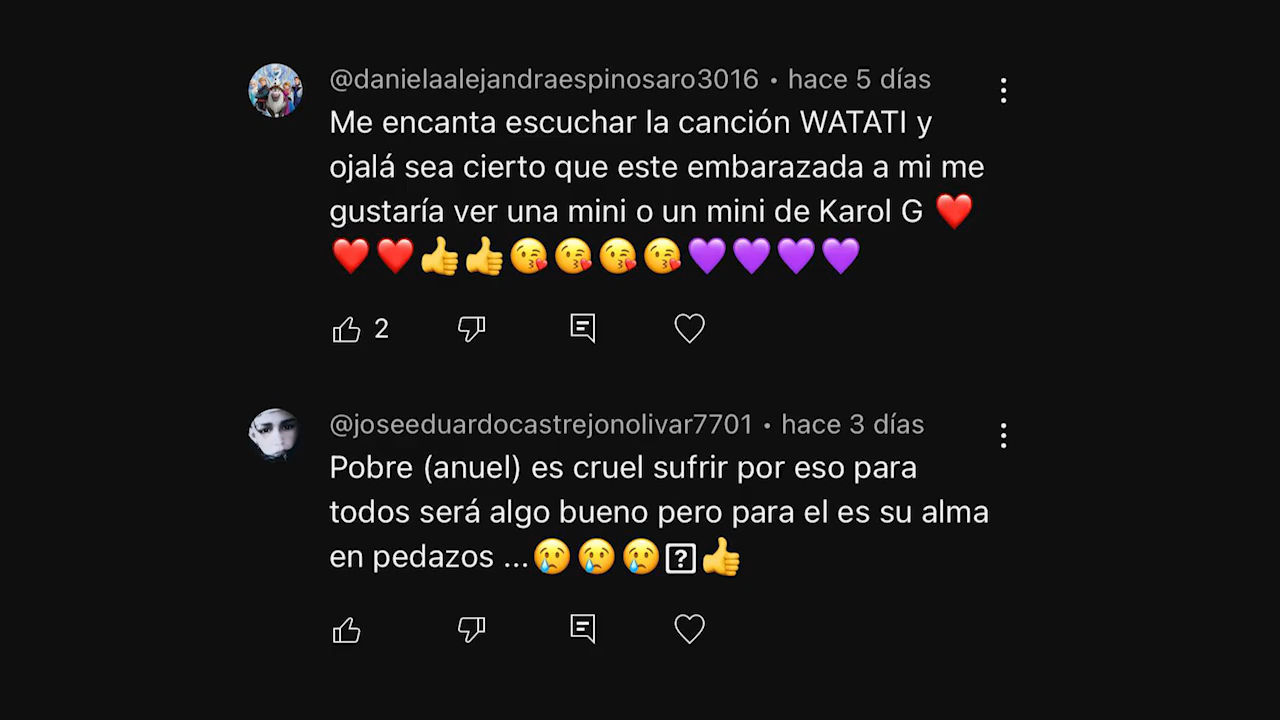 @danielaalejandraespinosaro3016 • hace 5 días
Me encanta escuchar la canción WATATI y
ojalá sea cierto que este embarazada a mi me
gustaría ver una mini o un mini de Karol G ❤️
❤️❤️👍👍😘😘😘😘💜💜💜💜
2
@joseeduardocastrejonolivar7701 • hace 3 días
Pobre (anuel) es cruel sufrir por eso para
todos será algo bueno pero para el es su alma
en pedazos ...😢😢😢⍰👍